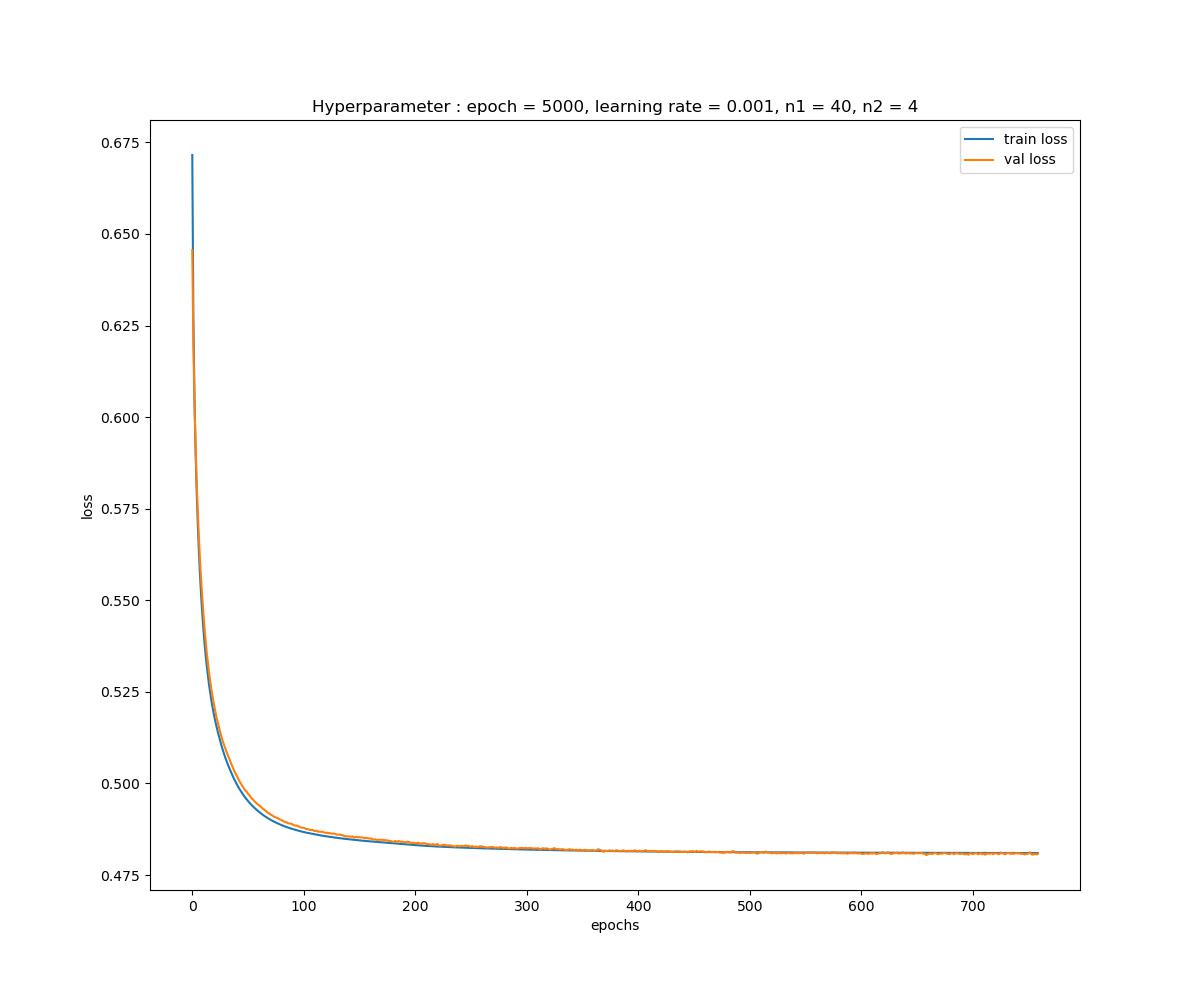 Hyperparameter : epoch = 5000, learning rate = 0.001, n1 = 40, n2 = 4
train loss
val loss
0.675
0.650
0.625
0.600
0.575
0.550
0.525
0.500
0.475
loss
0 100 200 300 400 500 600 700
epochs